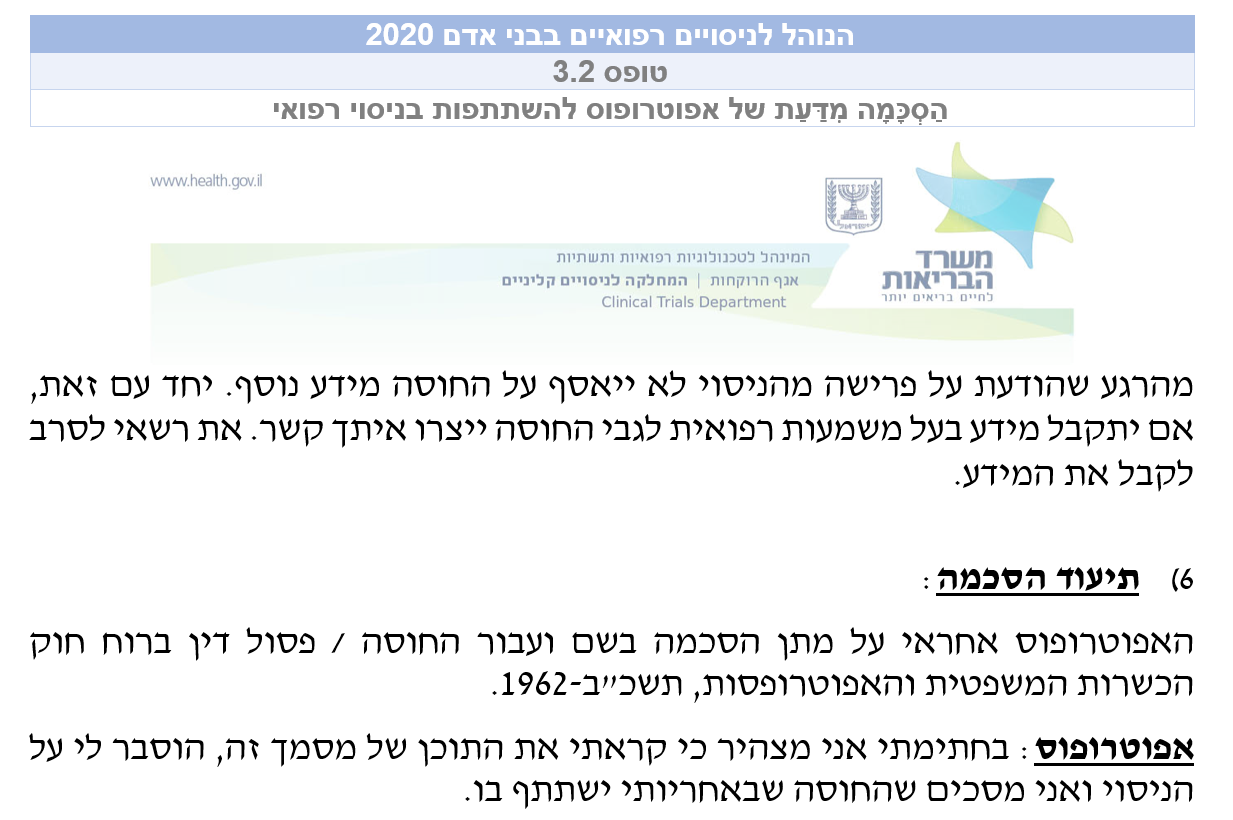 הנוהל לניסויים רפואיים בבני אדם 2020
טופס 3.2
הַסְכָּמָה מִדַּעַת של אפוטרופוס להשתתפות בניסוי רפואי
www.health.gov.il
משרד
הבריאות
לחיים בריאים יותר
המינהל לטכנולוגיות רפואיות ותשתיות
אגף הרוקחות | המחלקה לניסויים קליניים
Clinical Trials Department
מהרגע שהודעת על פרישה מהניסוי לא ייאסף על החוסה מידע נוסף. יחד עם זאת,
אם יתקבל מידע בעל משמעות רפואית לגבי החוסה ייצרו איתך קשר. את רשאי לסרב
לקבל את המידע.
6) תיעוד הסכמה:
האפוטרופוס אחראי על מתן הסכמה בשם ועבור החוסה / פסול דין ברוח חוק
הכשרות המשפטית והאפוטרופסות, תשכ״ב-1962.
אפוטרופוס: בחתימתי אני מצהיר כי קראתי את התוכן של מסמך זה, הוסבר לי על
הניסוי ואני מסכים שהחוסה שבאחריותי ישתתף בו.